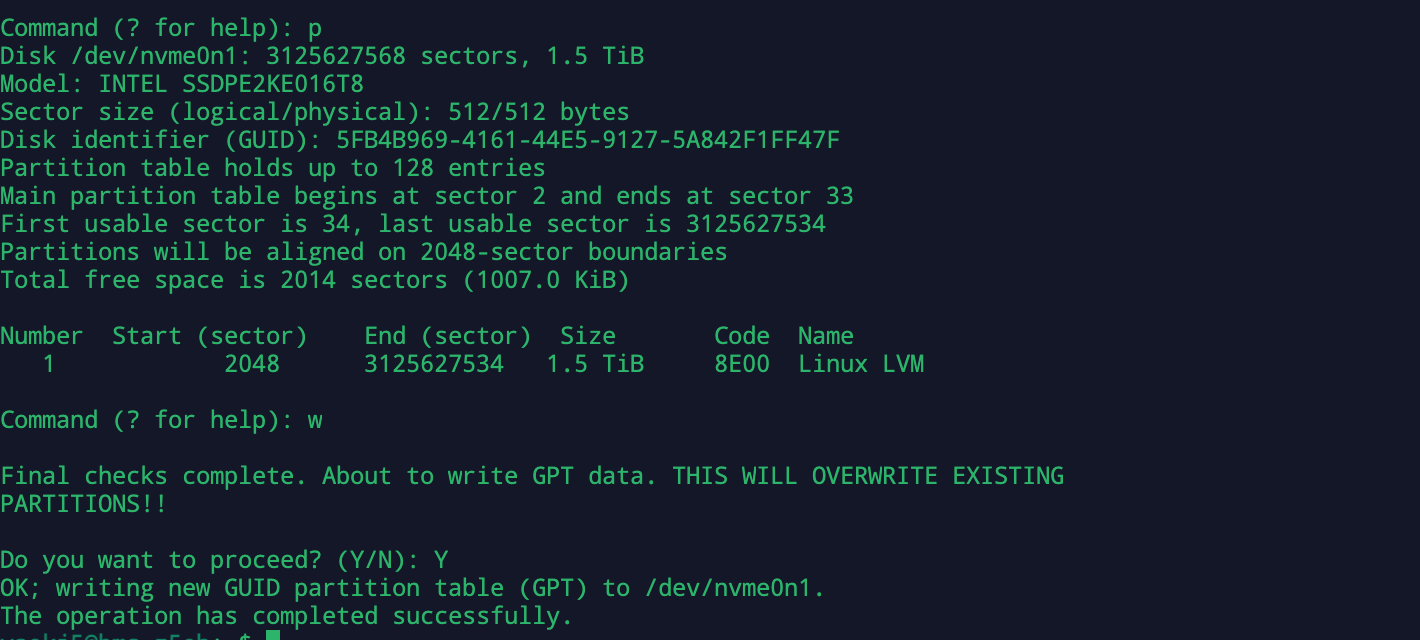 Command (? for help): p
Disk /dev/nvme0n1: 3125627568 sectors, 1.5 TiB
Model: INTEL SSDPE2KE016T8
Sector size (logical/physical): 512/512 bytes
Disk identifier (GUID): 5FB4B969-4161-44E5-9127-5A842F1FF47F
Partition table holds up to 128 entries
Main partition table begins at sector 2 and ends at sector 33
First usable sector is 34, last usable sector is 3125627534
Partitions will be aligned on 2048-sector boundaries
Total free space is 2014 sectors (1007.0 KiB)
Number  Start (sector)    End (sector)  Size       Code  Name
   1            2048      3125627534   1.5 TiB     8E00  Linux LVM
Command (? for help): w
Final checks complete. About to write GPT data. THIS WILL OVERWRITE EXISTING
PARTITIONS!!
Do you want to proceed? (Y/N): Y
OK; writing new GUID partition table (GPT) to /dev/nvme0n1.
The operation has completed successfully.